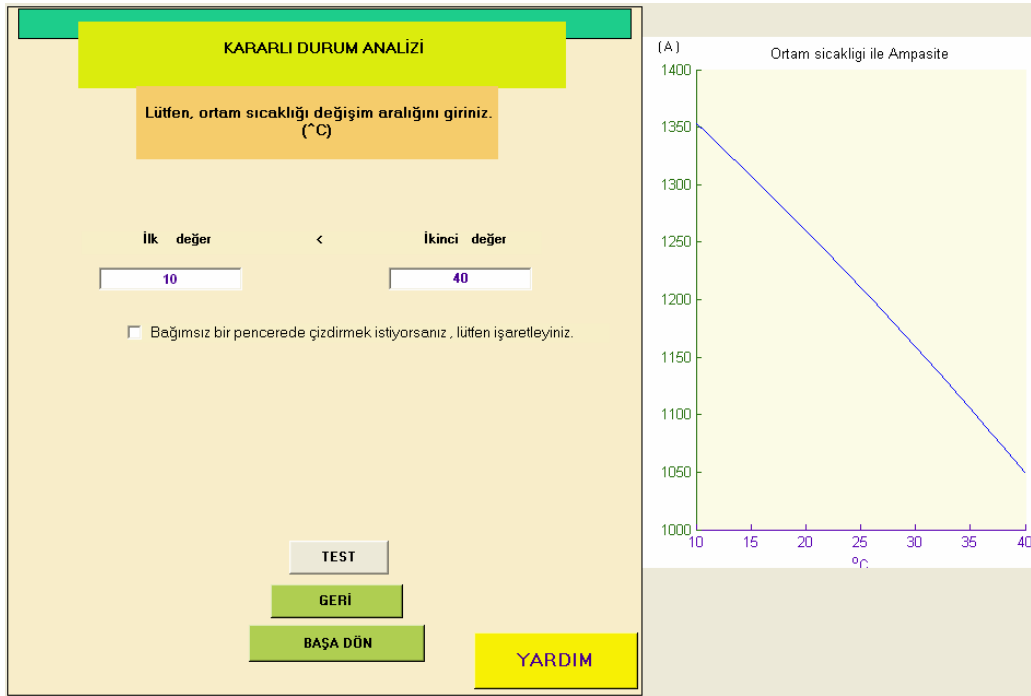 KARARLI DURUM ANALİZİ
Lütfen, ortam sıcaklığı değişim aralığını giriniz.
(^C)
İlk değer < İkinci değer
10 40
Bağımsız bir pencerede çizdirmek istiyorsanız , lütfen işaretleyiniz.
TEST
GERİ
BAŞA DÖN
YARDIM
(A)
Ortam sicakligi ile Ampasite
1400
1350
1300
1250
1200
1150
1100
1050
1000
10 15 20 25 30 35 40
ºC